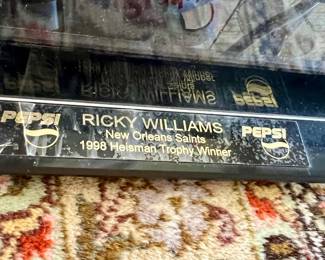 PEPSI
RICKY WILLIAMS
New Orleans Saints
1998 Heisman Trophy Winner
PEPSI